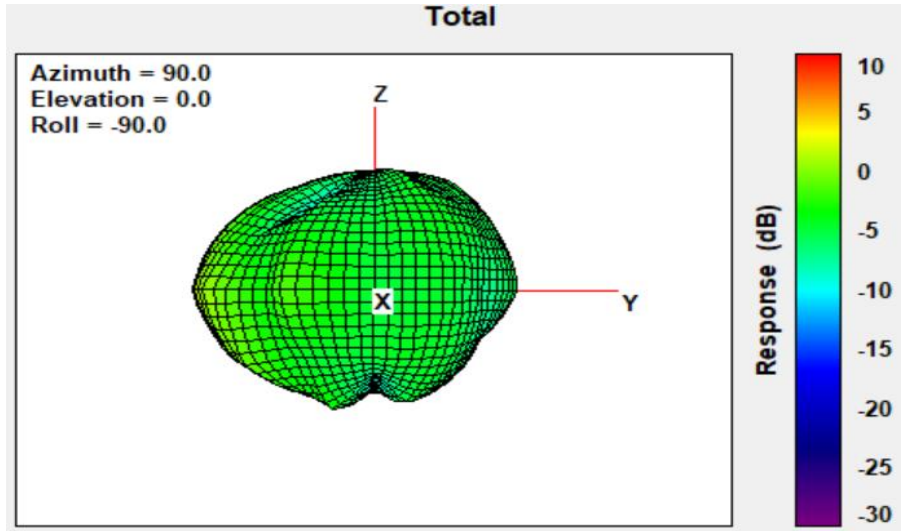 Total
Azimuth = 90.0
Elevation = 0.0
Roll = -90.0
Z
X
Y
Response (dB)
10
5
0
-5
-10
-15
-20
-25
-30